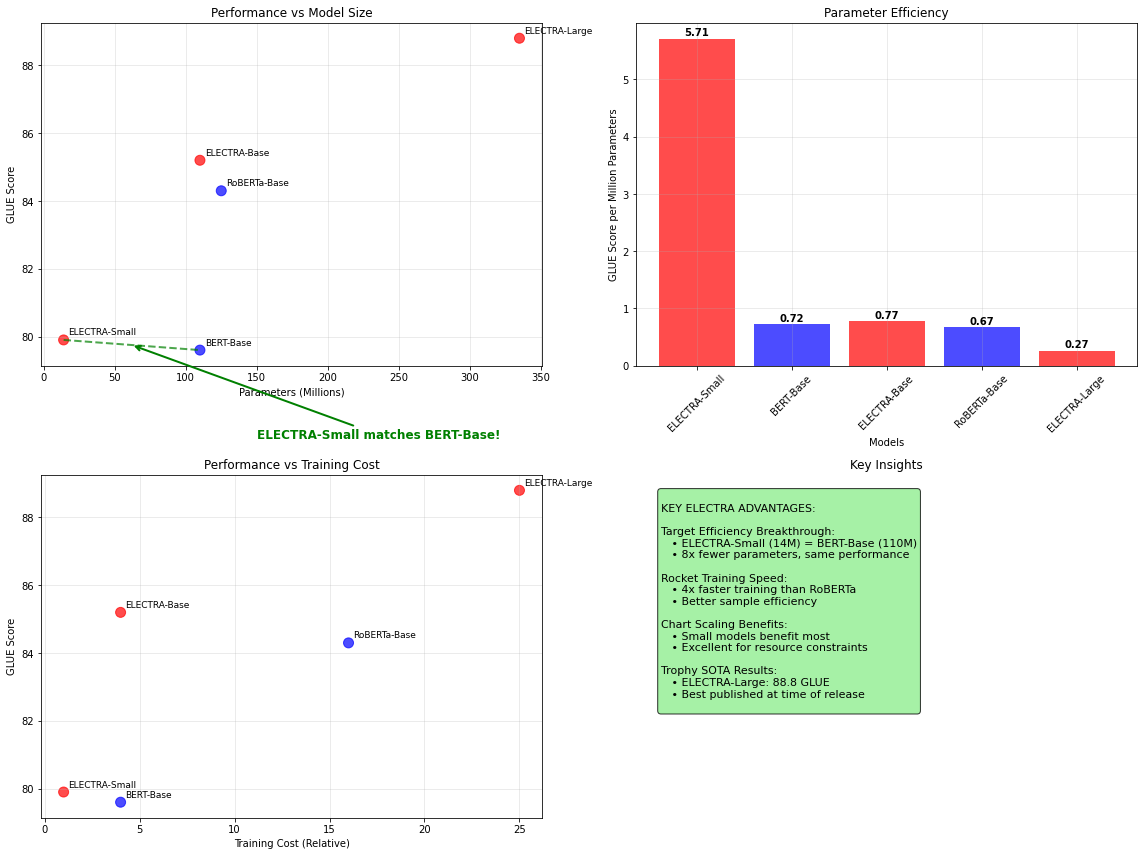 Performance vs Model Size
GLUE Score
88
86
84
82
80
ELECTRA-Large
ELECTRA-Base
RoBERTa-Base
ELECTRA-Small
BERT-Base
0 50 100 150 200 250 300 350
Parameters (Millions)
ELECTRA-Small matches BERT-Base!
Parameter Efficiency
GLUE Score per Million Parameters
5
4
3
2
1
0
5.71
0.72
0.77
0.67
0.27
ELECTRA-Small
BERT-Base
ELECTRA-Base
RoBERTa-Base
ELECTRA-Large
Models
Performance vs Training Cost
GLUE Score
88
86
84
82
80
ELECTRA-Large
ELECTRA-Base
RoBERTa-Base
ELECTRA-Small
BERT-Base
0 5 10 15 20 25
Training Cost (Relative)
Key Insights
KEY ELECTRA ADVANTAGES:
Target Efficiency Breakthrough:
• ELECTRA-Small (14M) = BERT-Base (110M)
• 8x fewer parameters, same performance
Rocket Training Speed:
• 4x faster training than RoBERTa
• Better sample efficiency
Chart Scaling Benefits:
• Small models benefit most
• Excellent for resource constraints
Trophy SOTA Results:
• ELECTRA-Large: 88.8 GLUE
• Best published at time of release